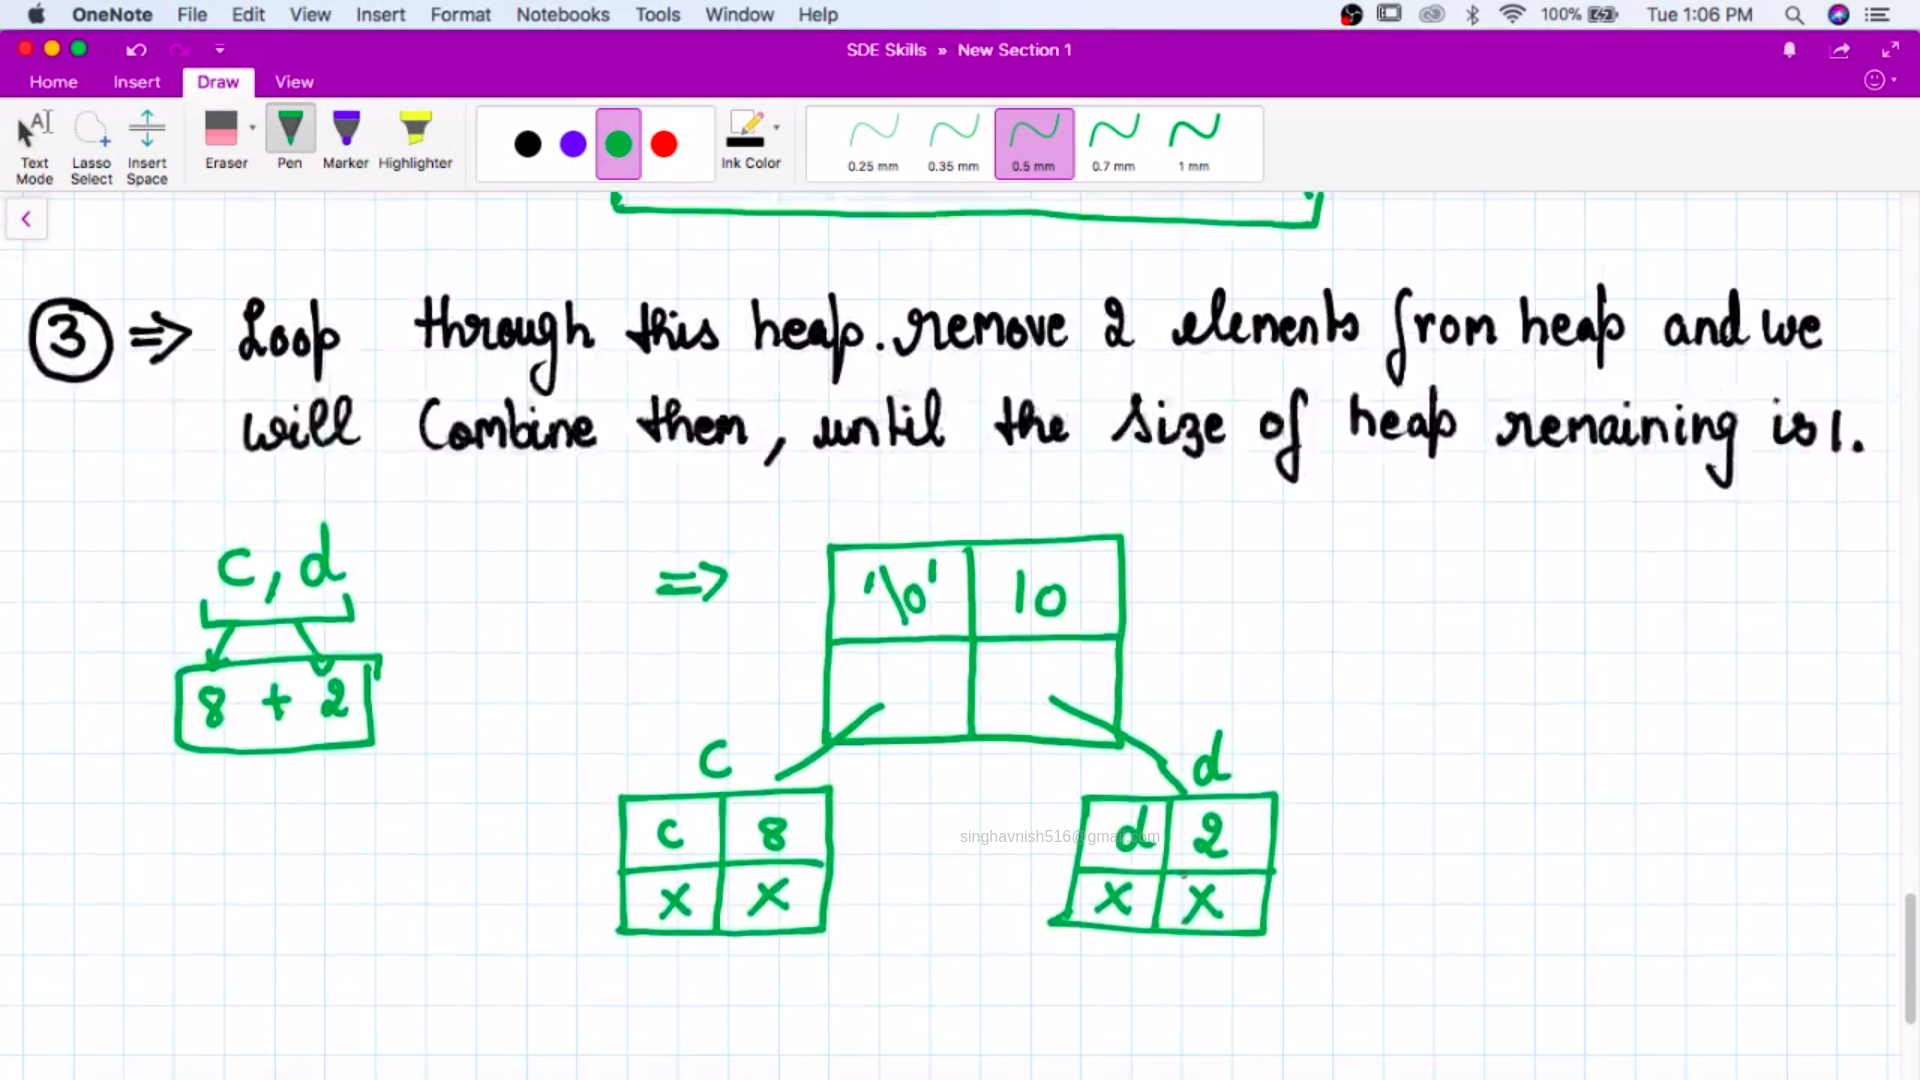 OneNote File Edit View Insert Format Notebooks Tools Window Help 100% Tue 1:06 PM
SDE Skills » New Section 1
Home Insert Draw View
Text Mode Lasso Select Insert Space Eraser Pen Marker Highlighter Ink Color 0.25 mm 0.35 mm 0.5 mm 0.7 mm 1 mm
3 => Loop through this heap. remove 2 elements from heap and we
will Combine them, until the size of heap remaining is 1.
c, d => '\0' 10
8 + 2
c d
c 8 d 2
x x x x
singhavnish516@gmail.com